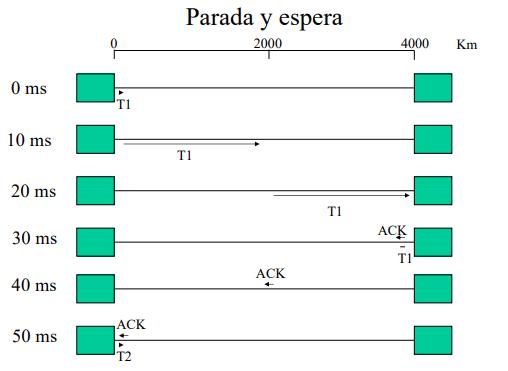 Parada y espera
0 2000 4000 Km
0 ms
T1
10 ms
T1
20 ms
T1
30 ms
ACK
T1
40 ms
ACK
50 ms
ACK
T2